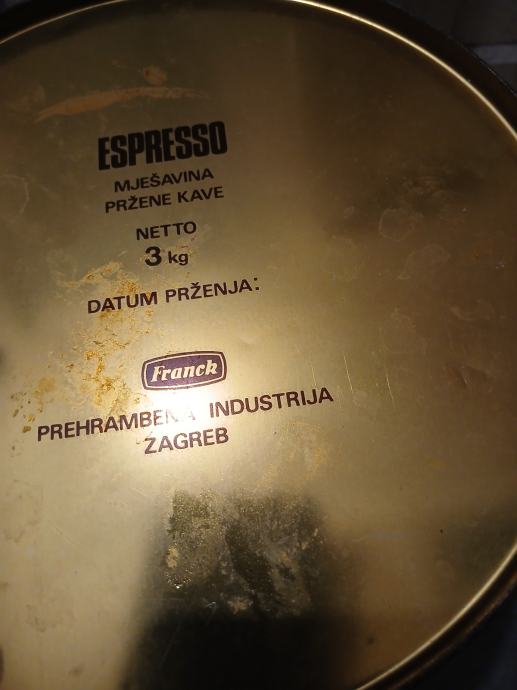 ESPRESSO
MJEŠAVINA
PRŽENE KAVE
NETTO
3 kg
DATUM PRŽENJA:
Franck
PREHRAMBENA INDUSTRIJA
ZAGREB